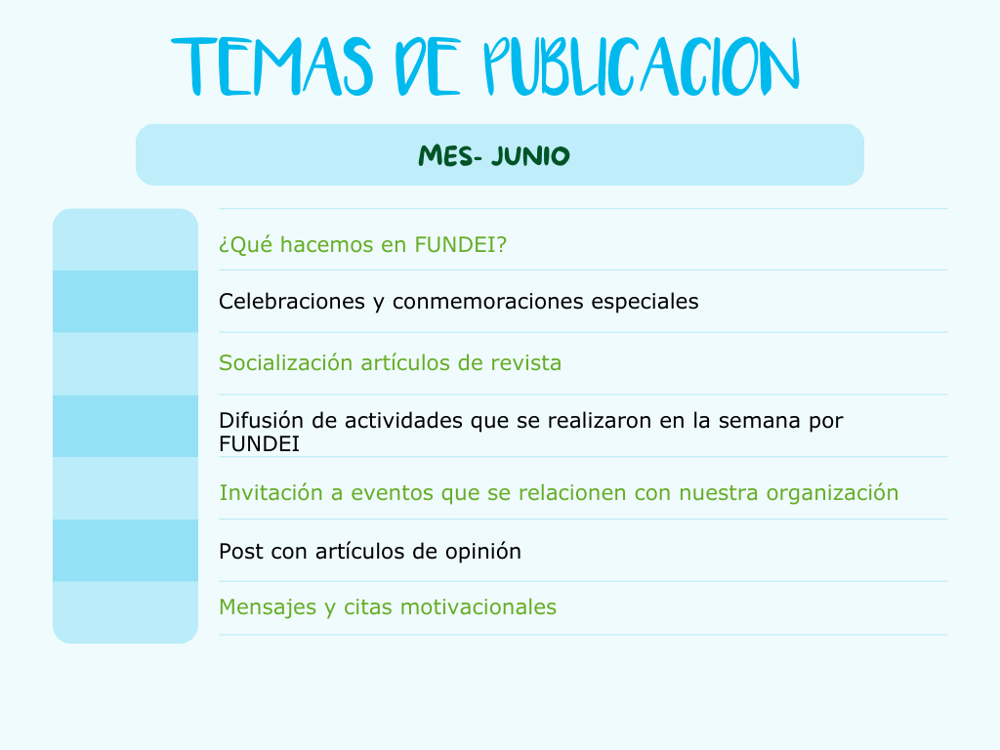 TEMAS DE PUBLICACION
MES- JUNIO
¿Qué hacemos en FUNDEI?
Celebraciones y conmemoraciones especiales
Socialización artículos de revista
Difusión de actividades que se realizaron en la semana por
FUNDEI
Invitación a eventos que se relacionen con nuestra organización
Post con artículos de opinión
Mensajes y citas motivacionales